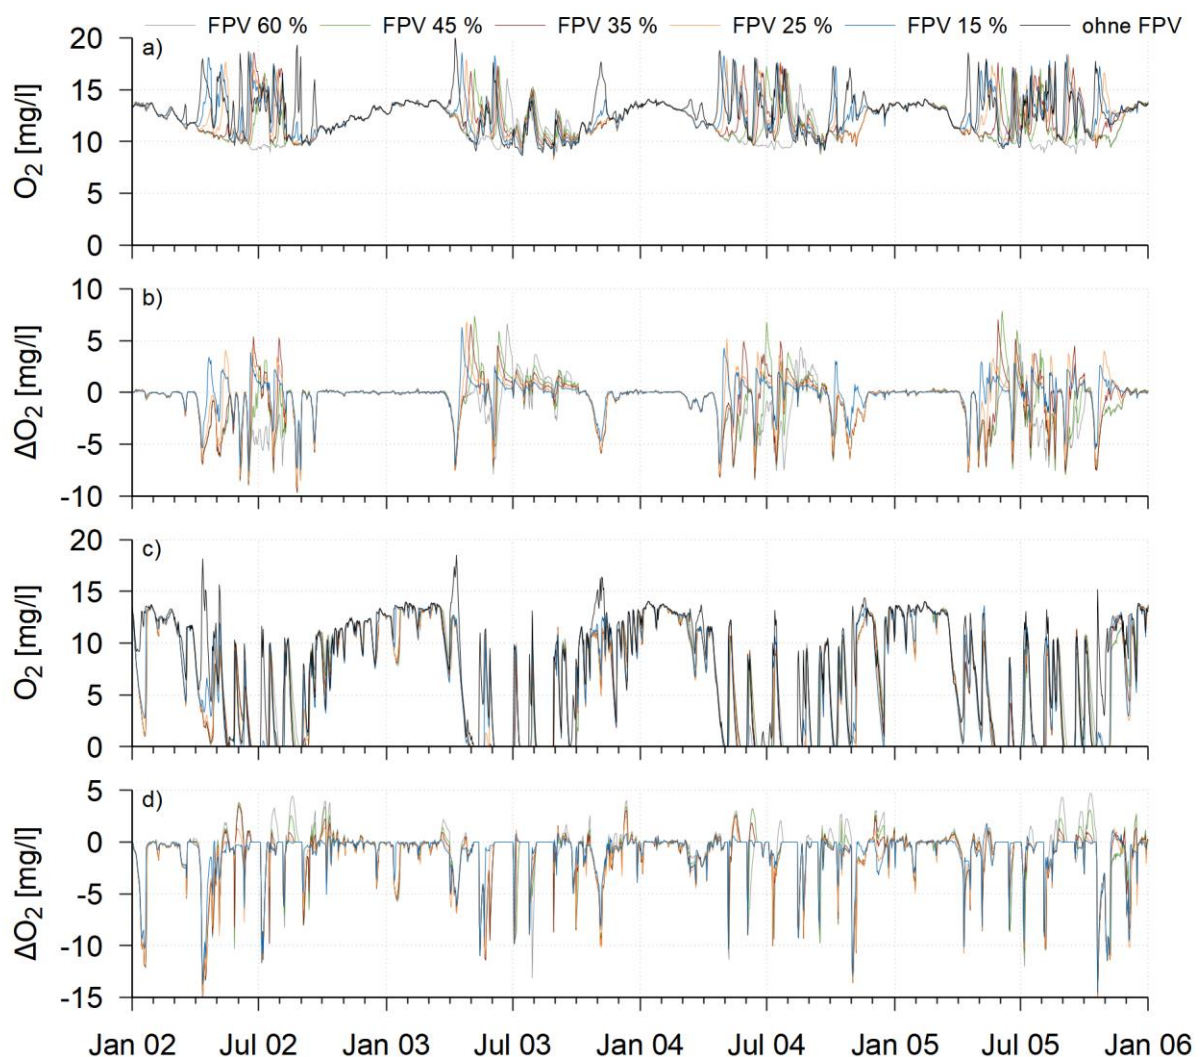 FPV 60 % FPV 45 % FPV 35 % FPV 25 % FPV 15 % ohne FPV
a)
20
15
10
5
0
O₂ [mg/l]
b)
10
5
0
-5
-10
ΔO₂ [mg/l]
c)
20
15
10
5
0
O₂ [mg/l]
d)
5
0
-5
-10
-15
ΔO₂ [mg/l]
Jan 02 Jul 02 Jan 03 Jul 03 Jan 04 Jul 04 Jan 05 Jul 05 Jan 06